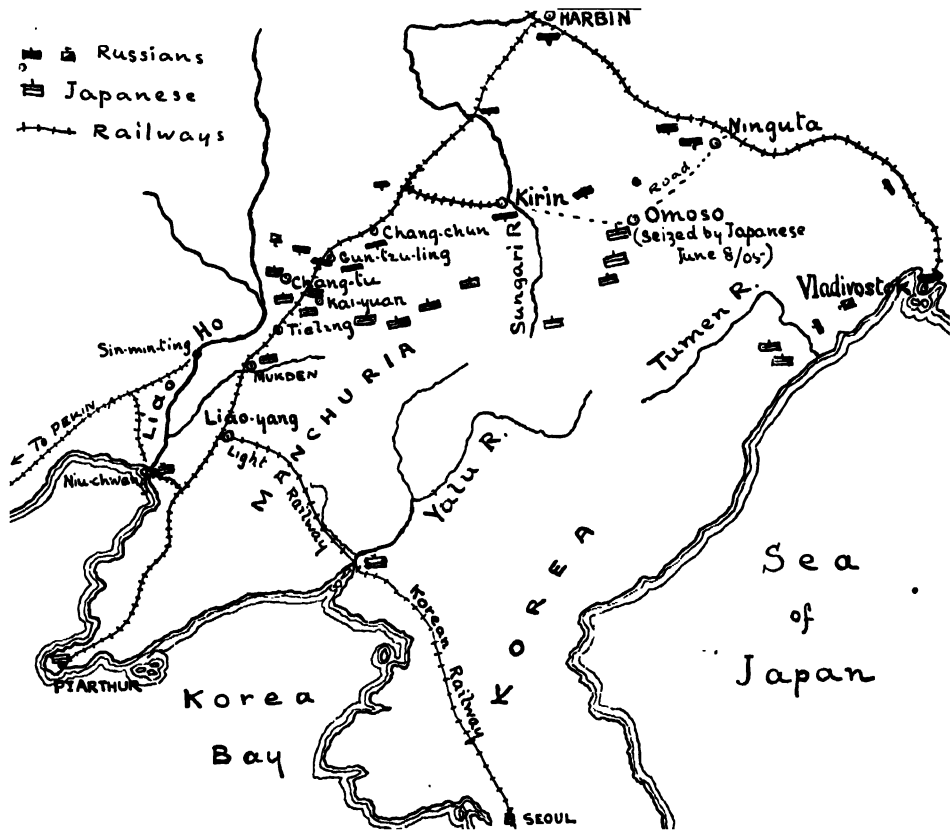 HARBIN
Russians
Japanese
Railways
Ninguta
Road
Kirin
Omoso
(Seized by Japanese
June 8/05)
Chang-chun
Gun-tzu-ling
Chang-tu
Kai-yuan
Tieling
Sungari R.
Vladivostok
Tumen R.
Sin-min-ting
Liao Ho
MUKDEN
MANCHURIA
← To PEKIN
Liao-yang
Light
Railway
Niu-chwan
Yalu R.
KOREA
Sea
of
Japan
Korean
Railway
PT ARTHUR
Korea
Bay
SEOUL